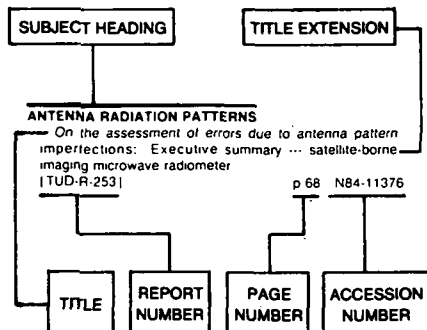 SUBJECT HEADING
TITLE EXTENSION
ANTENNA RADIATION PATTERNS
On the assessment of errors due to antenna pattern
imperfections: Executive summary --- satellite-borne
imaging microwave radiometer
[TUD-R-253] p 68 N84-11376
TITLE
REPORT
NUMBER
PAGE
NUMBER
ACCESSION
NUMBER